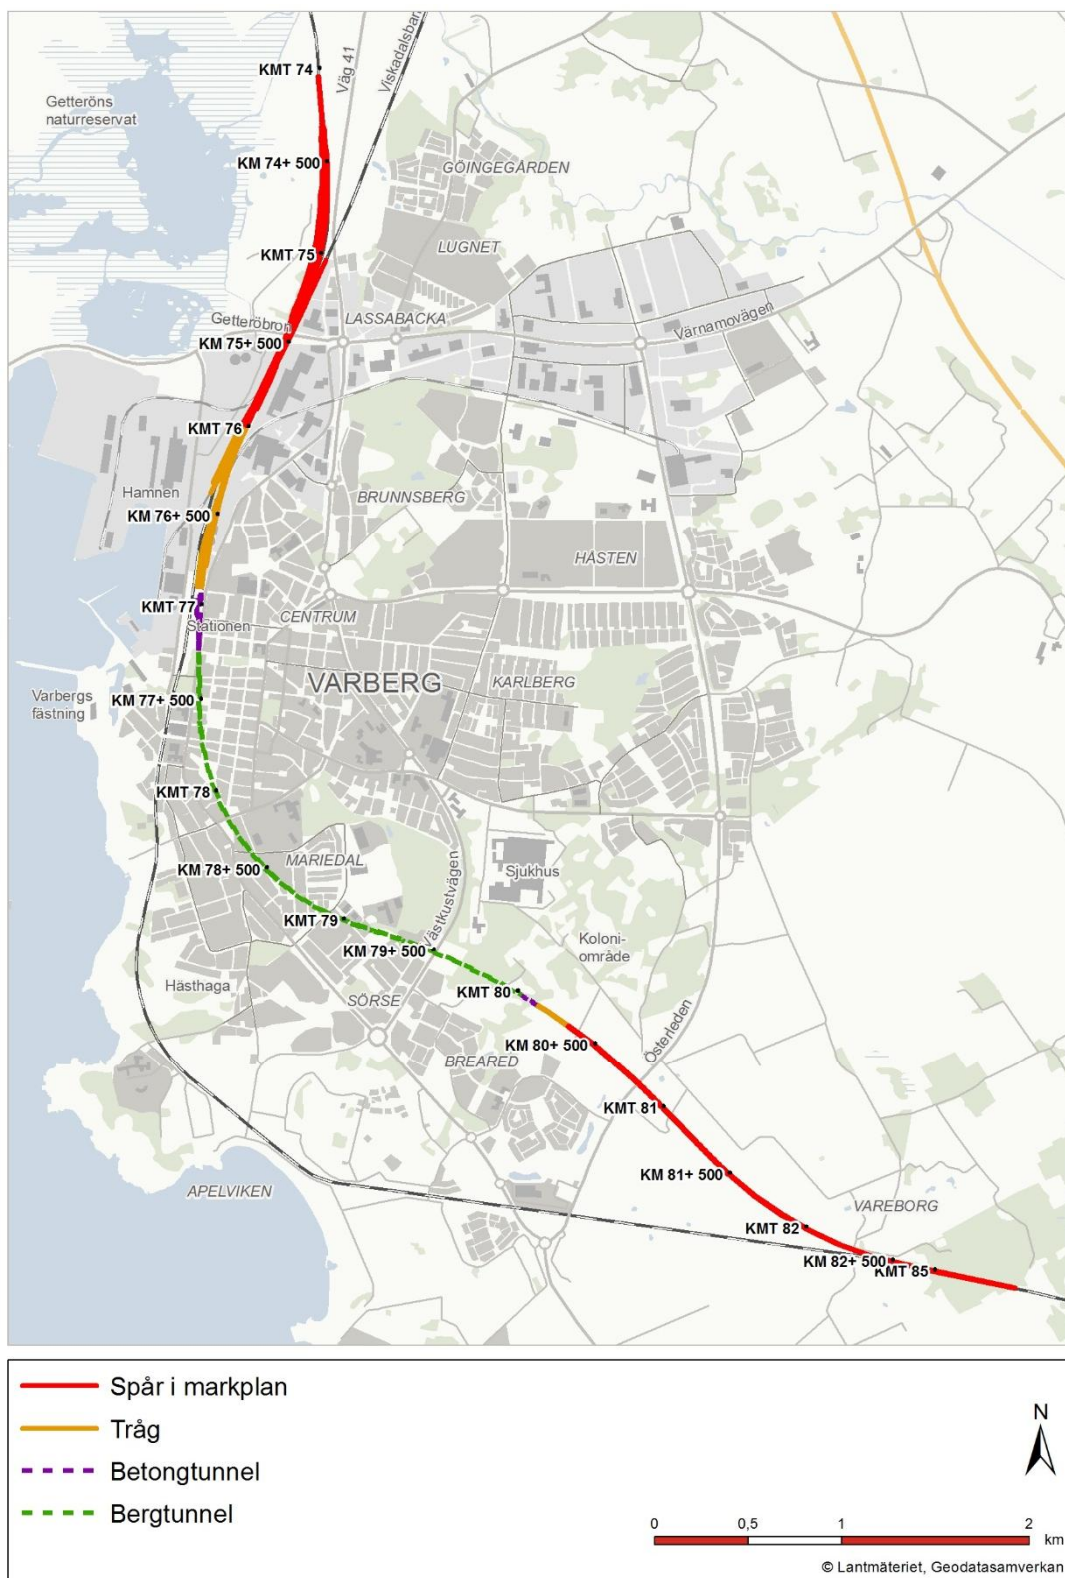 KMT 74
Väg 41
Viskadalsban
Getteröns
naturreservat
KM 74+ 500
GÖINGEGÅRDEN
KMT 75
LUGNET
Getteröbron
LASSABACKA
Värnamovägen
KM 75+ 500
KMT 76
Hamnen
BRUNNSBERG
KM 76+ 500
HÅSTEN
KMT 77
CENTRUM
Stationen
VARBERG
KARLBERG
Varbergs
fästning
KM 77+ 500
KMT 78
MARIEDAL
KM 78+ 500
Sjukhus
KMT 79
Västkustvägen
KM 79+ 500
Koloni-
område
Hästhaga
KMT 80
SÖRSE
KM 80+ 500
Österleden
BREARED
KMT 81
KM 81+ 500
APELVIKEN
VAREBORG
KMT 82
KM 82+ 500
KMT 85
Spår i markplan
Tråg
Betongtunnel
Bergtunnel
N
0 0,5 1 2
km
© Lantmäteriet, Geodatasamverkan